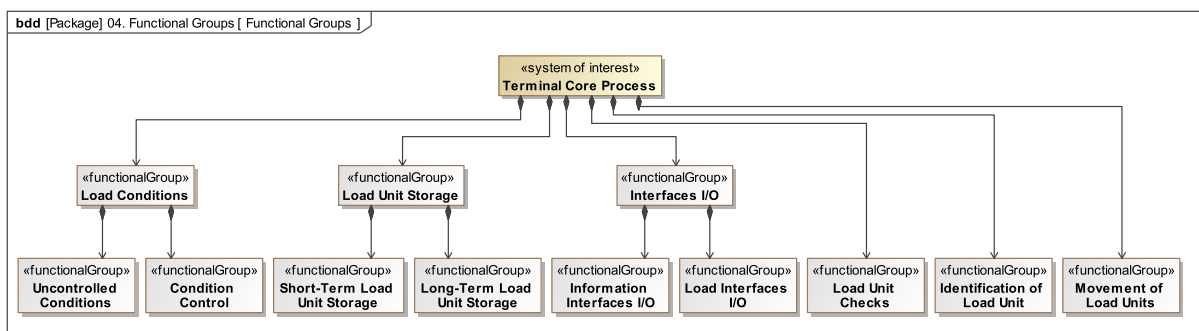 bdd [Package] 04. Functional Groups [ Functional Groups ]
«system of interest»
Terminal Core Process
«functionalGroup»
Load Conditions
«functionalGroup»
Load Unit Storage
«functionalGroup»
Interfaces I/O
«functionalGroup»
Uncontrolled
Conditions
«functionalGroup»
Condition
Control
«functionalGroup»
Short-Term Load
Unit Storage
«functionalGroup»
Long-Term Load
Unit Storage
«functionalGroup»
Information
Interfaces I/O
«functionalGroup»
Load Interfaces
I/O
«functionalGroup»
Load Unit
Checks
«functionalGroup»
Identification of
Load Unit
«functionalGroup»
Movement of
Load Units